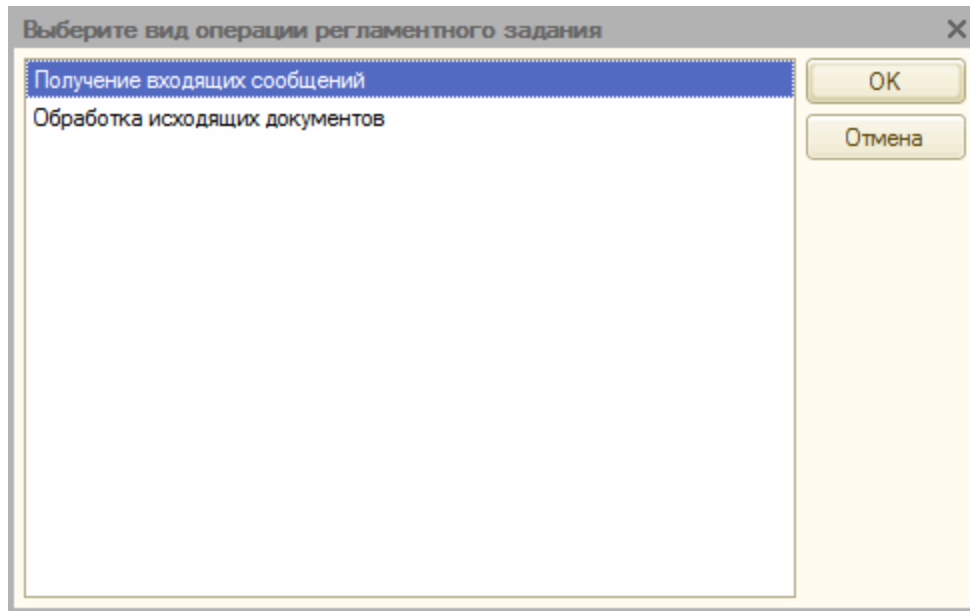 Выберите вид операции регламентного задания
Получение входящих сообщений
Обработка исходящих документов
OK
Отмена